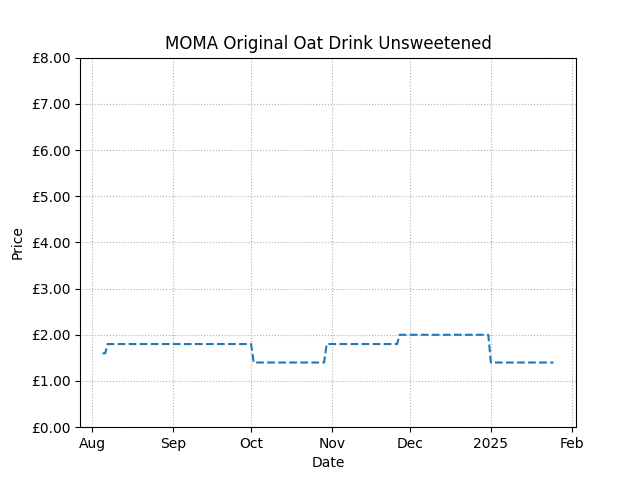 MOMA Original Oat Drink Unsweetened
£8.00
£7.00
£6.00
£5.00
£4.00
£3.00
£2.00
£1.00
£0.00
Price
Aug Sep Oct Nov Dec 2025 Feb
Date